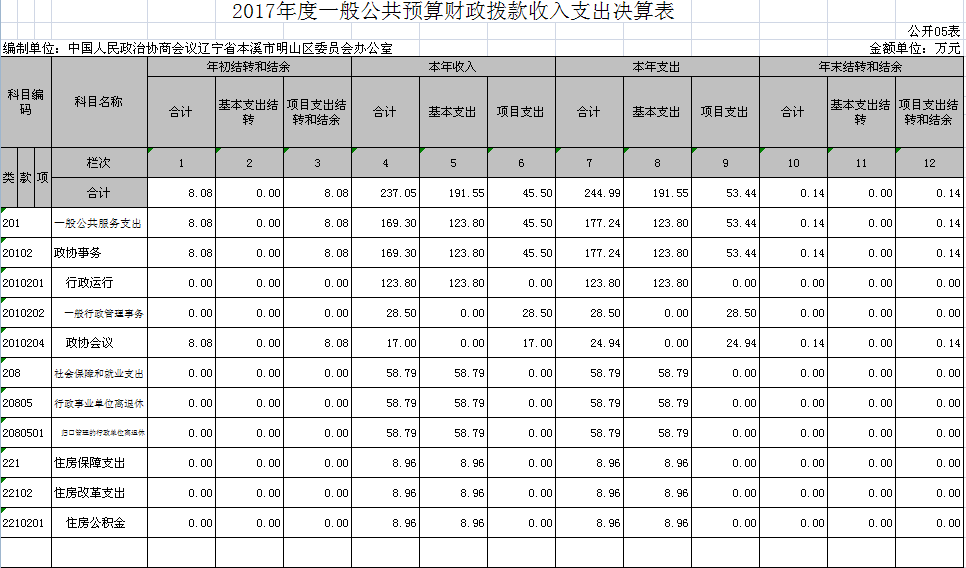 2017年度一般公共预算财政拨款收入支出决算表
公开05表
编制单位：中国人民政治协商会议辽宁省本溪市明山区委员会办公室 金额单位：万元
科目编码 科目名称 年初结转和结余 本年收入 本年支出 年末结转和结余
合计 基本支出结转 项目支出结转和结余 合计 基本支出 项目支出 合计 基本支出 项目支出 合计 基本支出结转 项目支出结转和结余
类 款 项 栏次 1 2 3 4 5 6 7 8 9 10 11 12
合计 8.08 0.00 8.08 237.05 191.55 45.50 244.99 191.55 53.44 0.14 0.00 0.14
201 一般公共服务支出 8.08 0.00 8.08 169.30 123.80 45.50 177.24 123.80 53.44 0.14 0.00 0.14
20102 政协事务 8.08 0.00 8.08 169.30 123.80 45.50 177.24 123.80 53.44 0.14 0.00 0.14
2010201 行政运行 0.00 0.00 0.00 123.80 123.80 0.00 123.80 123.80 0.00 0.00 0.00 0.00
2010202 一般行政管理事务 0.00 0.00 0.00 28.50 0.00 28.50 28.50 0.00 28.50 0.00 0.00 0.00
2010204 政协会议 8.08 0.00 8.08 17.00 0.00 17.00 24.94 0.00 24.94 0.14 0.00 0.14
208 社会保障和就业支出 0.00 0.00 0.00 58.79 58.79 0.00 58.79 58.79 0.00 0.00 0.00 0.00
20805 行政事业单位离退休 0.00 0.00 0.00 58.79 58.79 0.00 58.79 58.79 0.00 0.00 0.00 0.00
2080501 归口管理的行政单位离退休 0.00 0.00 0.00 58.79 58.79 0.00 58.79 58.79 0.00 0.00 0.00 0.00
221 住房保障支出 0.00 0.00 0.00 8.96 8.96 0.00 8.96 8.96 0.00 0.00 0.00 0.00
22102 住房改革支出 0.00 0.00 0.00 8.96 8.96 0.00 8.96 8.96 0.00 0.00 0.00 0.00
2210201 住房公积金 0.00 0.00 0.00 8.96 8.96 0.00 8.96 8.96 0.00 0.00 0.00 0.00